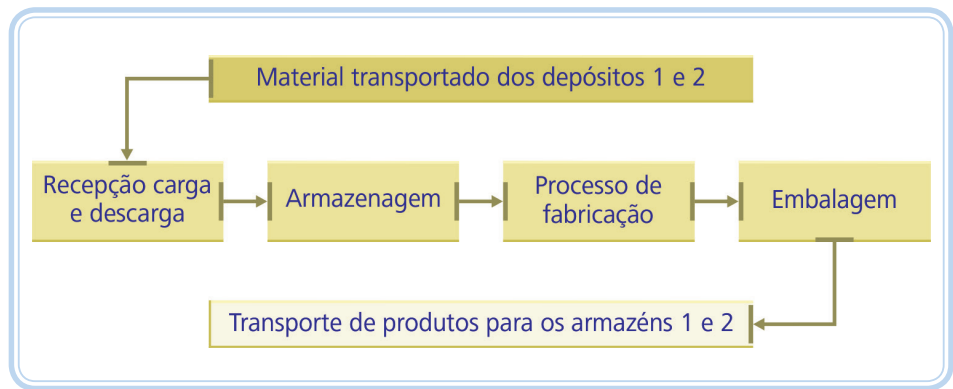 Material transportado dos depósitos 1 e 2
Recepção carga
e descarga
Armazenagem
Processo de
fabricação
Embalagem
Transporte de produtos para os armazéns 1 e 2